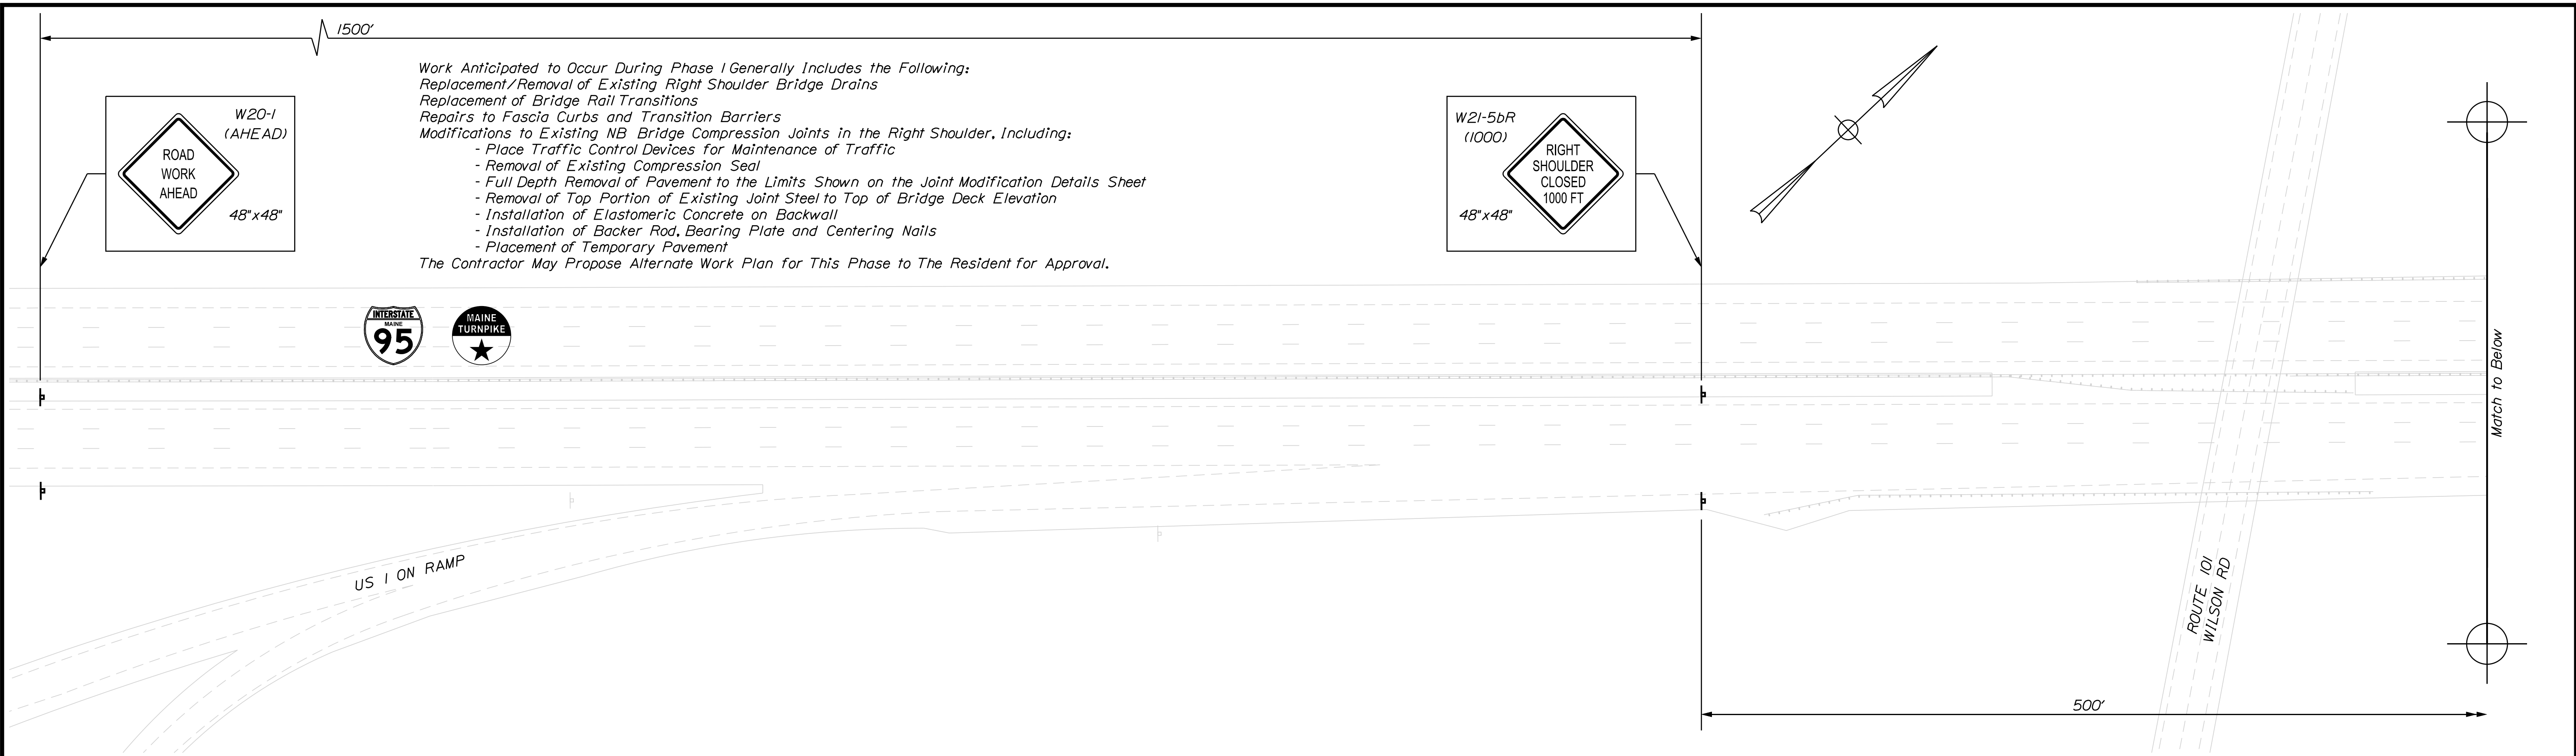 1500'
Work Anticipated to Occur During Phase 1 Generally Includes the Following:
Replacement/Removal of Existing Right Shoulder Bridge Drains
Replacement of Bridge Rail Transitions
Repairs to Fascia Curbs and Transition Barriers
Modifications to Existing NB Bridge Compression Joints in the Right Shoulder, Including:
- Place Traffic Control Devices for Maintenance of Traffic
- Removal of Existing Compression Seal
- Full Depth Removal of Pavement to the Limits Shown on the Joint Modification Details Sheet
- Removal of Top Portion of Existing Joint Steel to Top of Bridge Deck Elevation
- Installation of Elastomeric Concrete on Backwall
- Installation of Backer Rod, Bearing Plate and Centering Nails
- Placement of Temporary Pavement
The Contractor May Propose Alternate Work Plan for This Phase to The Resident for Approval.
W20-1
(AHEAD)
ROAD
WORK
AHEAD
48"x48"
W21-5bR
(1000)
RIGHT
SHOULDER
CLOSED
1000 FT
48"x48"
INTERSTATE
MAINE
95
MAINE
TURNPIKE
Match to Below
US 1 ON RAMP
ROUTE 101
WILSON RD
500'